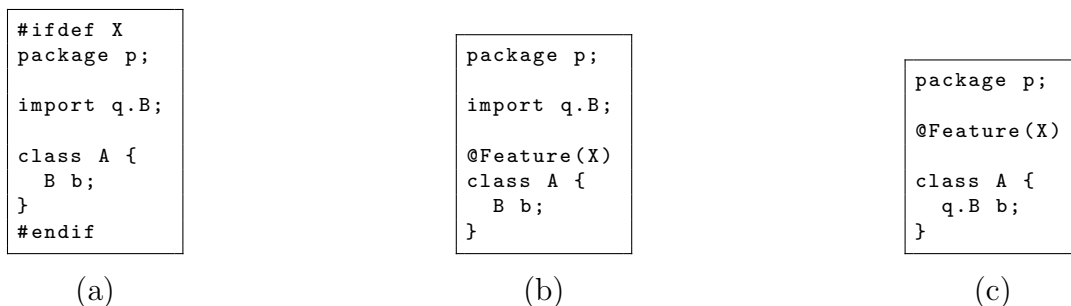 #ifdef X
package p;
import q.B;
class A {
  B b;
}
#endif
(a)
package p;
import q.B;
@Feature(X)
class A {
  B b;
}
(b)
package p;
@Feature(X)
class A {
  q.B b;
}
(c)